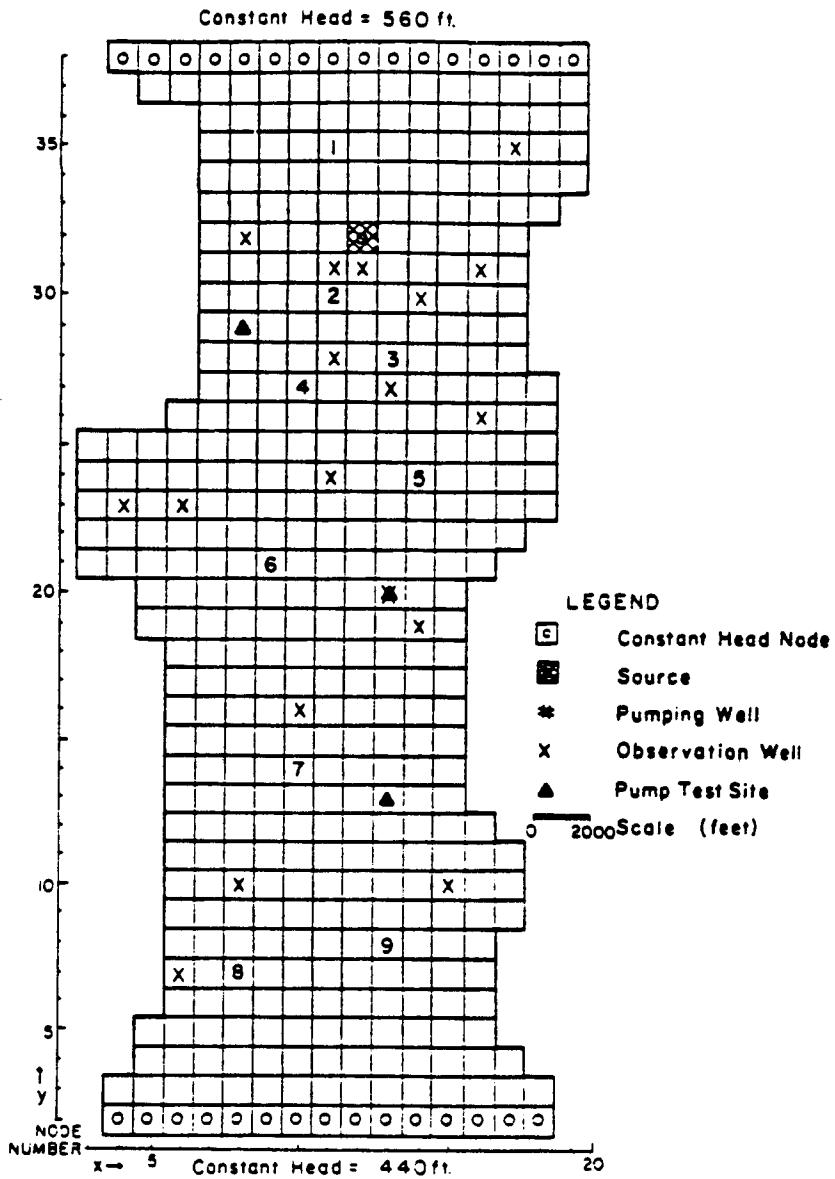 Constant Head = 560 ft.
35
1
X
X
X
X
X
30
2
X
X
3
4
X
X
X
5
X
X
6
20
X
LEGEND
Constant Head Node
Source
X
Pumping Well
7
X
Observation Well
Pump Test Site
0 2000 Scale (feet)
10
X
X
9
X
8
5
↑
y
NODE
NUMBER
x→ 5
Constant Head = 440 ft.
20